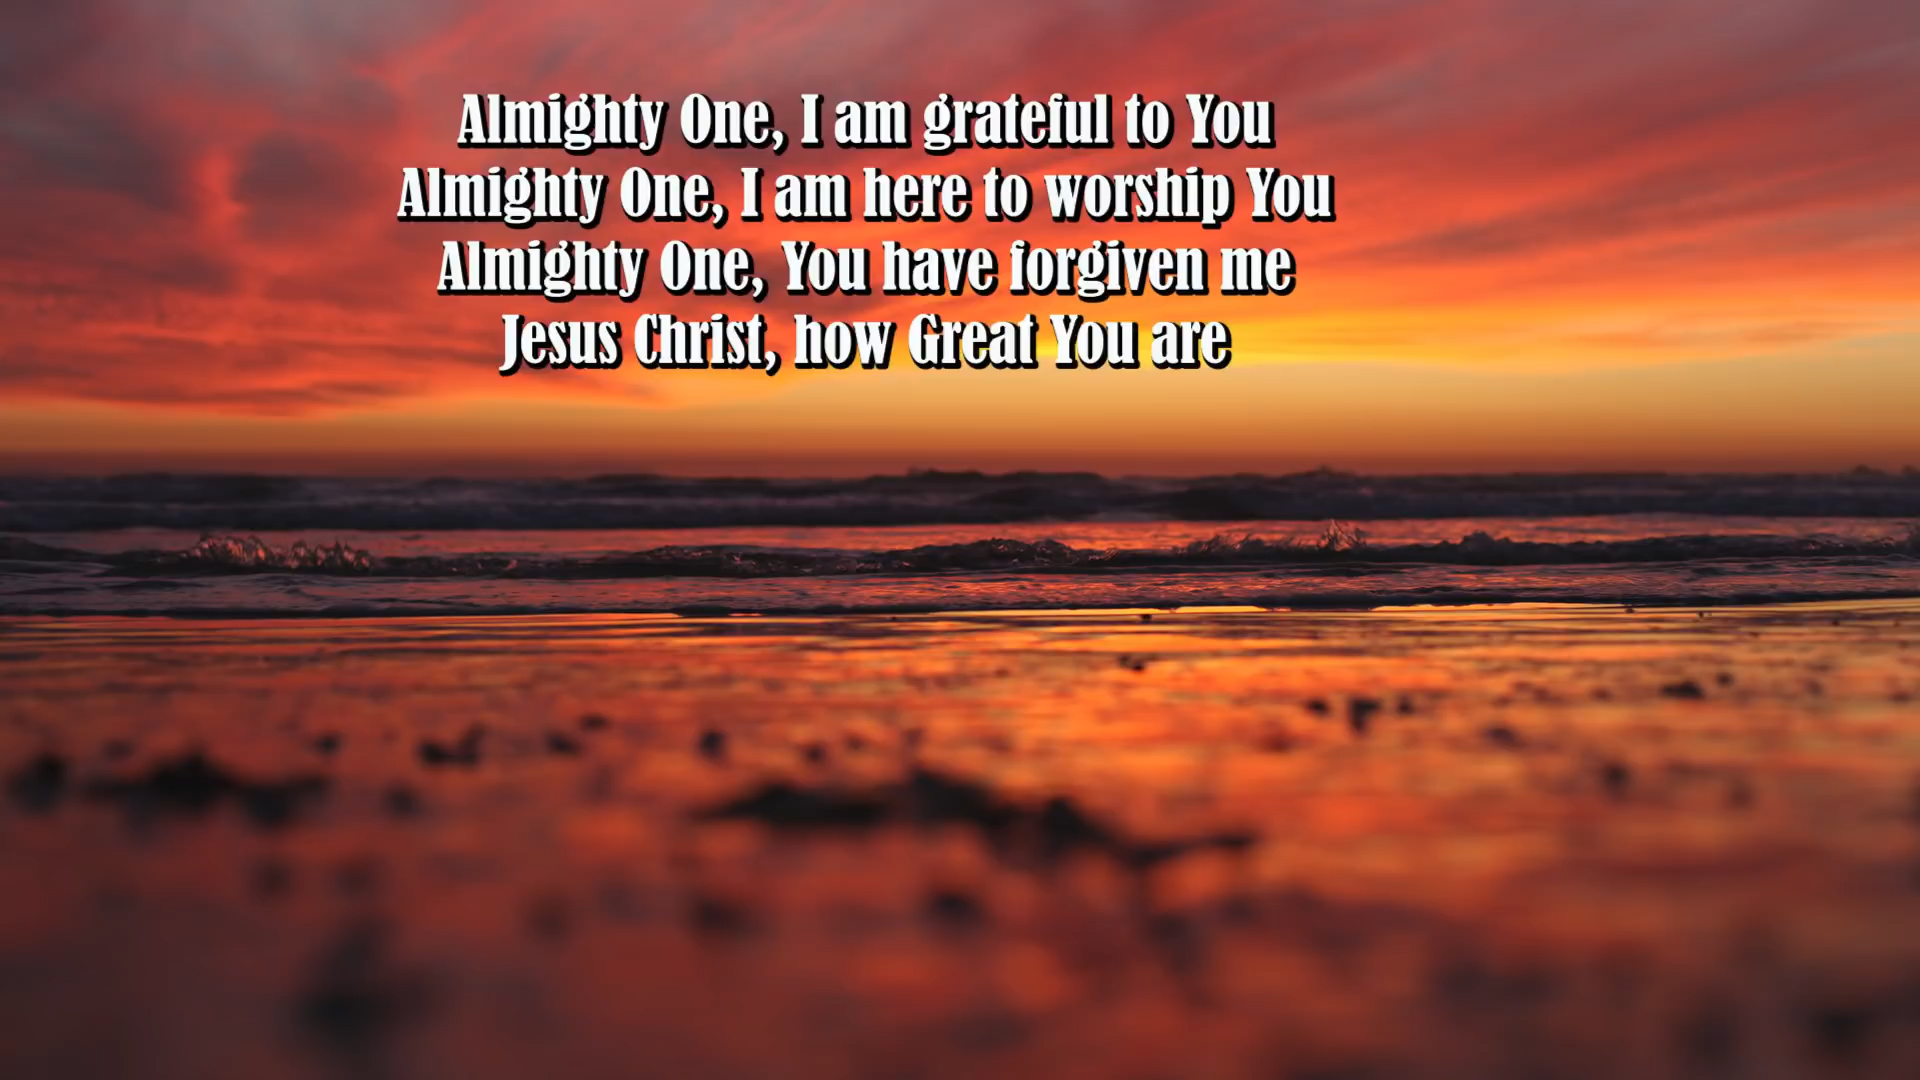 Almighty One, I am grateful to You
Almighty One, I am here to worship You
Almighty One, You have forgiven me
Jesus Christ, how Great You are